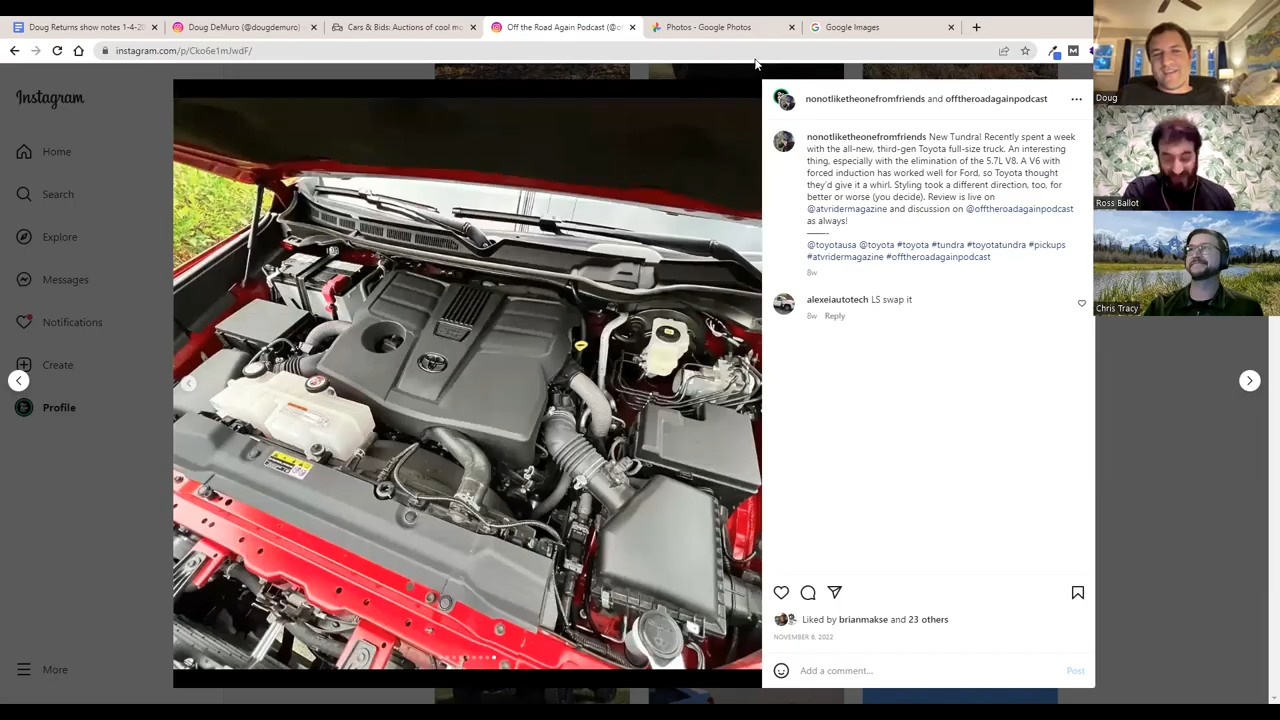 Doug Returns show notes 1-4-20
Doug DeMuro (@dougdemuro) •
Cars & Bids: Auctions of cool mo
Off the Road Again Podcast (@of
Photos - Google Photos
Google Images
instagram.com/p/Cko6e1mJwdF/
Instagram
Home
Search
Explore
Messages
Notifications
Create
Profile
More
nonotliketheonefromfriends and offtheroadagainpodcast
nonotliketheonefromfriends New Tundra! Recently spent a week
with the all-new, third-gen Toyota full-size truck. An interesting
thing, especially with the elimination of the 5.7L V8. A V6 with
forced induction has worked well for Ford, so Toyota thought
they'd give it a whirl. Styling took a different direction, too, for
better or worse (you decide). Review is live on
@atvridermagazine and discussion on @offtheroadagainpodcast
as always!
——-
@toyotausa @toyota #toyota #tundra #toyotatundra #pickups
#atvridermagazine #offtheroadagainpodcast
8w
alexeiautotech LS swap it
8w Reply
Liked by brianmakse and 23 others
NOVEMBER 6, 2022
Add a comment...
Post
Doug
Ross Ballot
Chris Tracy